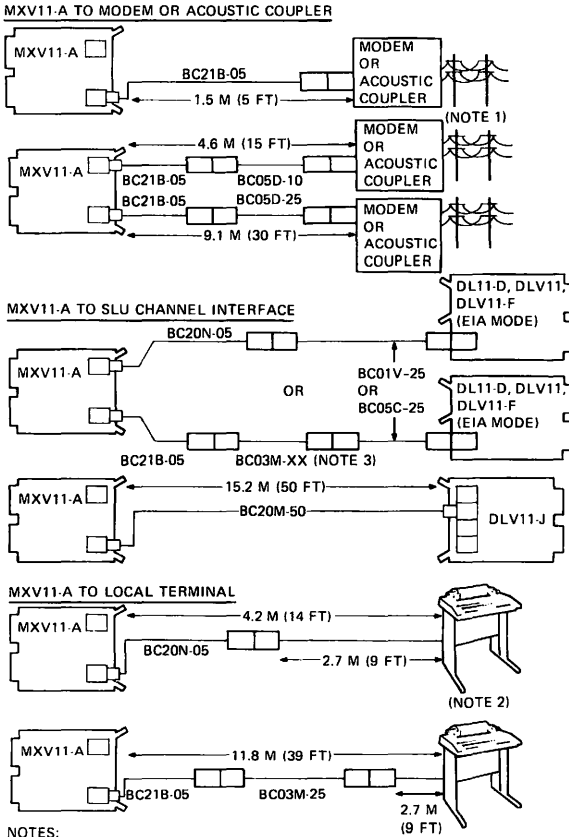 MXV11-A TO MODEM OR ACOUSTIC COUPLER
MXV11-A
BC21B-05
1.5 M (5 FT)
MODEM
OR
ACOUSTIC
COUPLER
(NOTE 1)
MXV11-A
4.6 M (15 FT)
BC21B-05
BC05D-10
MODEM
OR
ACOUSTIC
COUPLER
BC21B-05
BC05D-25
9.1 M (30 FT)
MODEM
OR
ACOUSTIC
COUPLER
MXV11-A TO SLU CHANNEL INTERFACE
MXV11-A
BC20N-05
DL11-D, DLV11,
DLV11-F
(EIA MODE)
OR
BC01V-25
OR
BC05C-25
DL11-D, DLV11,
DLV11-F
(EIA MODE)
BC21B-05
BC03M-XX (NOTE 3)
MXV11-A
15.2 M (50 FT)
BC20M-50
DLV11-J
MXV11-A TO LOCAL TERMINAL
MXV11-A
4.2 M (14 FT)
BC20N-05
2.7 M (9 FT)
(NOTE 2)
MXV11-A
11.8 M (39 FT)
BC21B-05
BC03M-25
2.7 M
(9 FT)
NOTES: